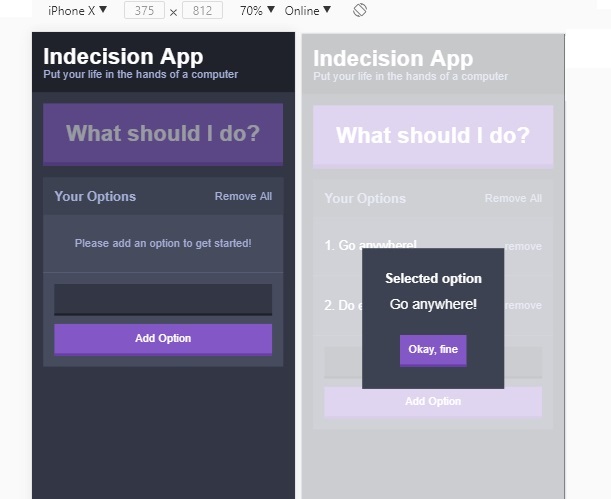 iPhone X ▼ 375 × 812 70% ▼ Online ▼
Indecision App
Put your life in the hands of a computer
What should I do?
Your Options Remove All
Please add an option to get started!
Add Option
Indecision App
Put your life in the hands of a computer
What should I do?
Your Options Remove All
1. Go anywhere! remove
2. Do remove
Selected option
Go anywhere!
Okay, fine
Add Option